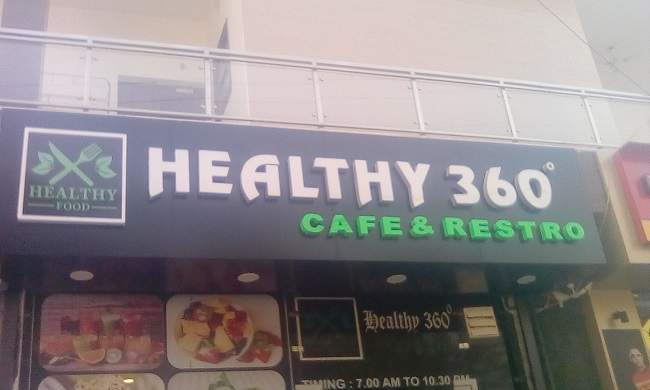 HEALTHY
FOOD
HEALTHY 360°
CAFE & RESTRO
Healthy 360°
TIMING : 7.00 AM TO 10.30 PM